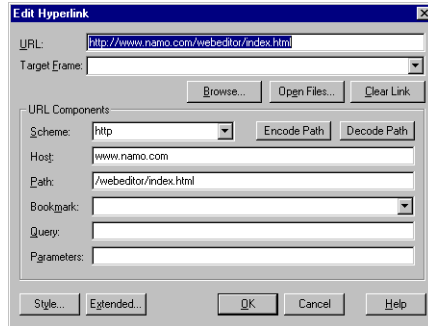 Edit Hyperlink
URL: http://www.namo.com/webeditor/index.html
Target Frame:
Browse... Open Files... Clear Link
URL Components
Scheme: http Encode Path Decode Path
Host: www.namo.com
Path: /webeditor/index.html
Bookmark:
Query:
Parameters:
Style... Extended... OK Cancel Help